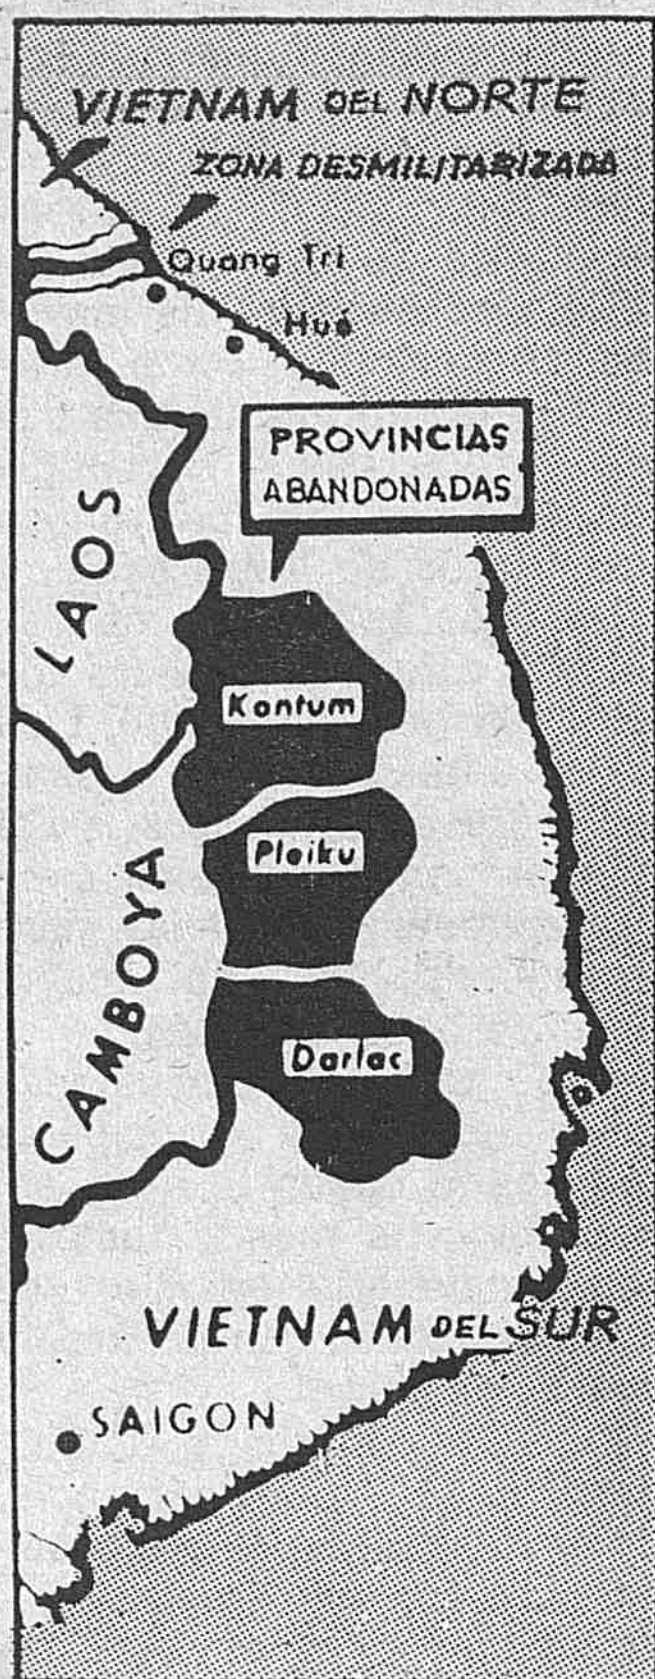 VIETNAM DEL NORTE
ZONA DESMILITARIZADA
Quang Tri
Hué
PROVINCIAS
ABANDONADAS
LAOS
Kontum
Pleiku
CAMBOYA
Darlac
VIETNAM DEL SUR
SAIGON